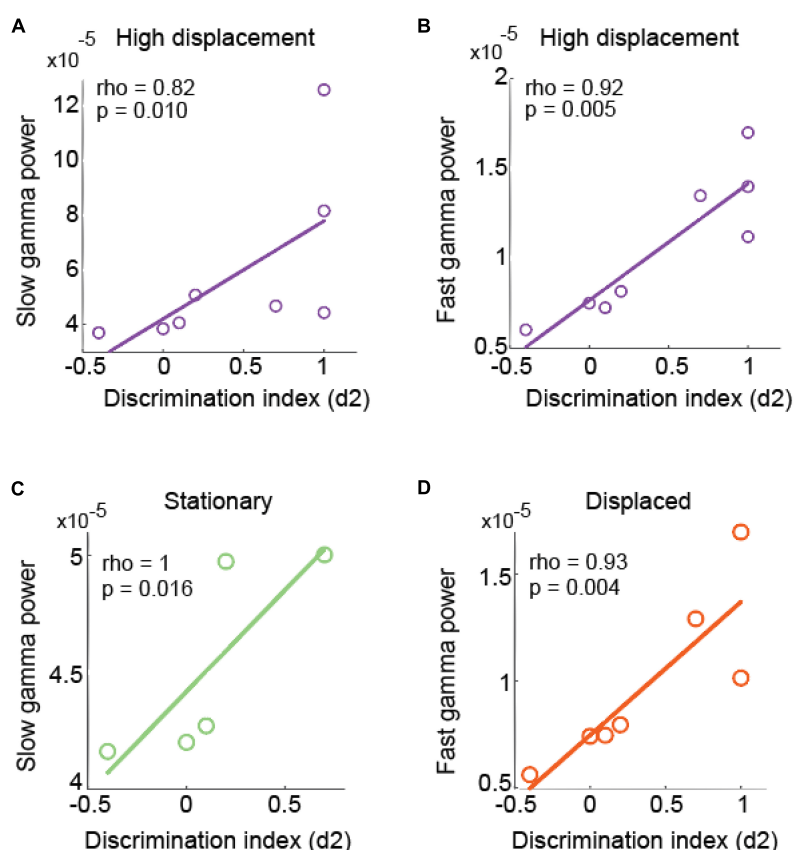 A
High displacement
x10^-5
rho = 0.82
p = 0.010
12
10
8
6
4
Slow gamma power
-0.5 0 0.5 1
Discrimination index (d2)
B
High displacement
x10^-5
rho = 0.92
p = 0.005
2
1.5
1
0.5
Fast gamma power
-0.5 0 0.5 1
Discrimination index (d2)
C
Stationary
x10^-5
rho = 1
p = 0.016
5
4.5
4
Slow gamma power
-0.5 0 0.5
Discrimination index (d2)
D
Displaced
x10^-5
rho = 0.93
p = 0.004
1.5
1
0.5
Fast gamma power
-0.5 0 0.5 1
Discrimination index (d2)